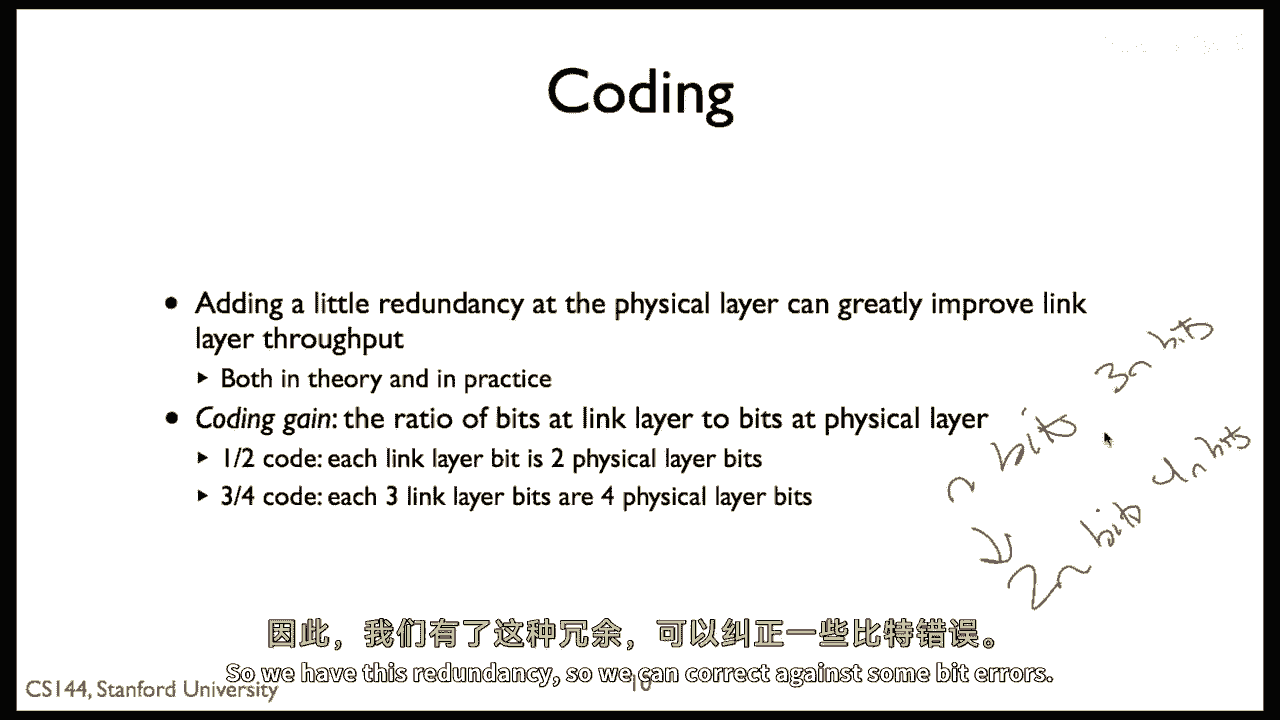 Coding
• Adding a little redundancy at the physical layer can greatly improve link
layer throughput
‣ Both in theory and in practice
• Coding gain: the ratio of bits at link layer to bits at physical layer
‣ 1/2 code: each link layer bit is 2 physical layer bits
‣ 3/4 code: each 3 link layer bits are 4 physical layer bits
n bits 3n bits
↓
2n bits 4n bits
因此，我们有了这种冗余，可以纠正一些比特错误。
So we have this redundancy, so we can correct against some bit errors.
CS144, Stanford University